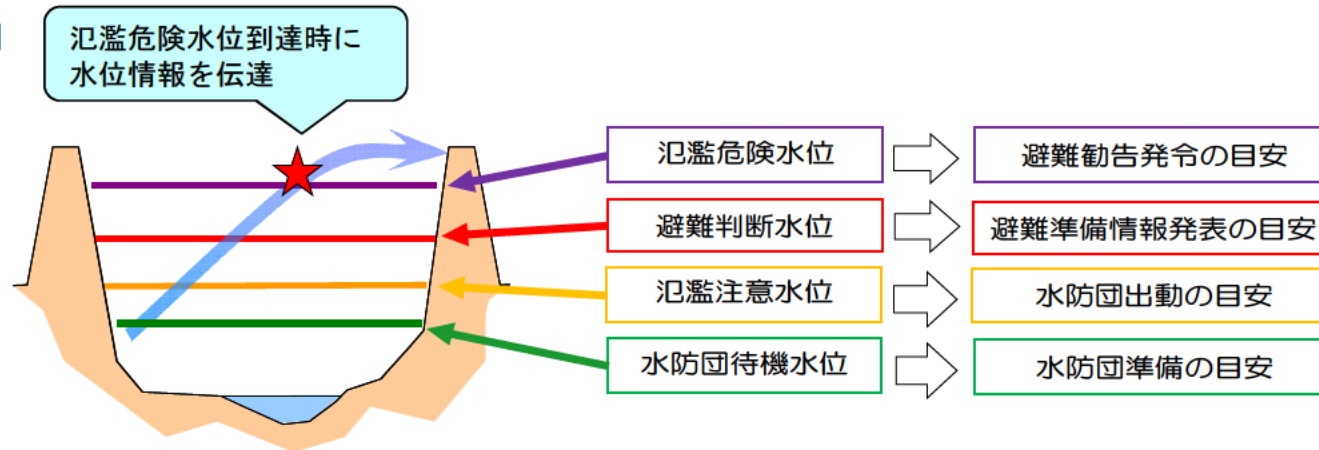 氾濫危険水位到達時に
水位情報を伝達
氾濫危険水位
避難勧告発令の目安
避難判断水位
避難準備情報発表の目安
氾濫注意水位
水防団出動の目安
水防団待機水位
水防団準備の目安